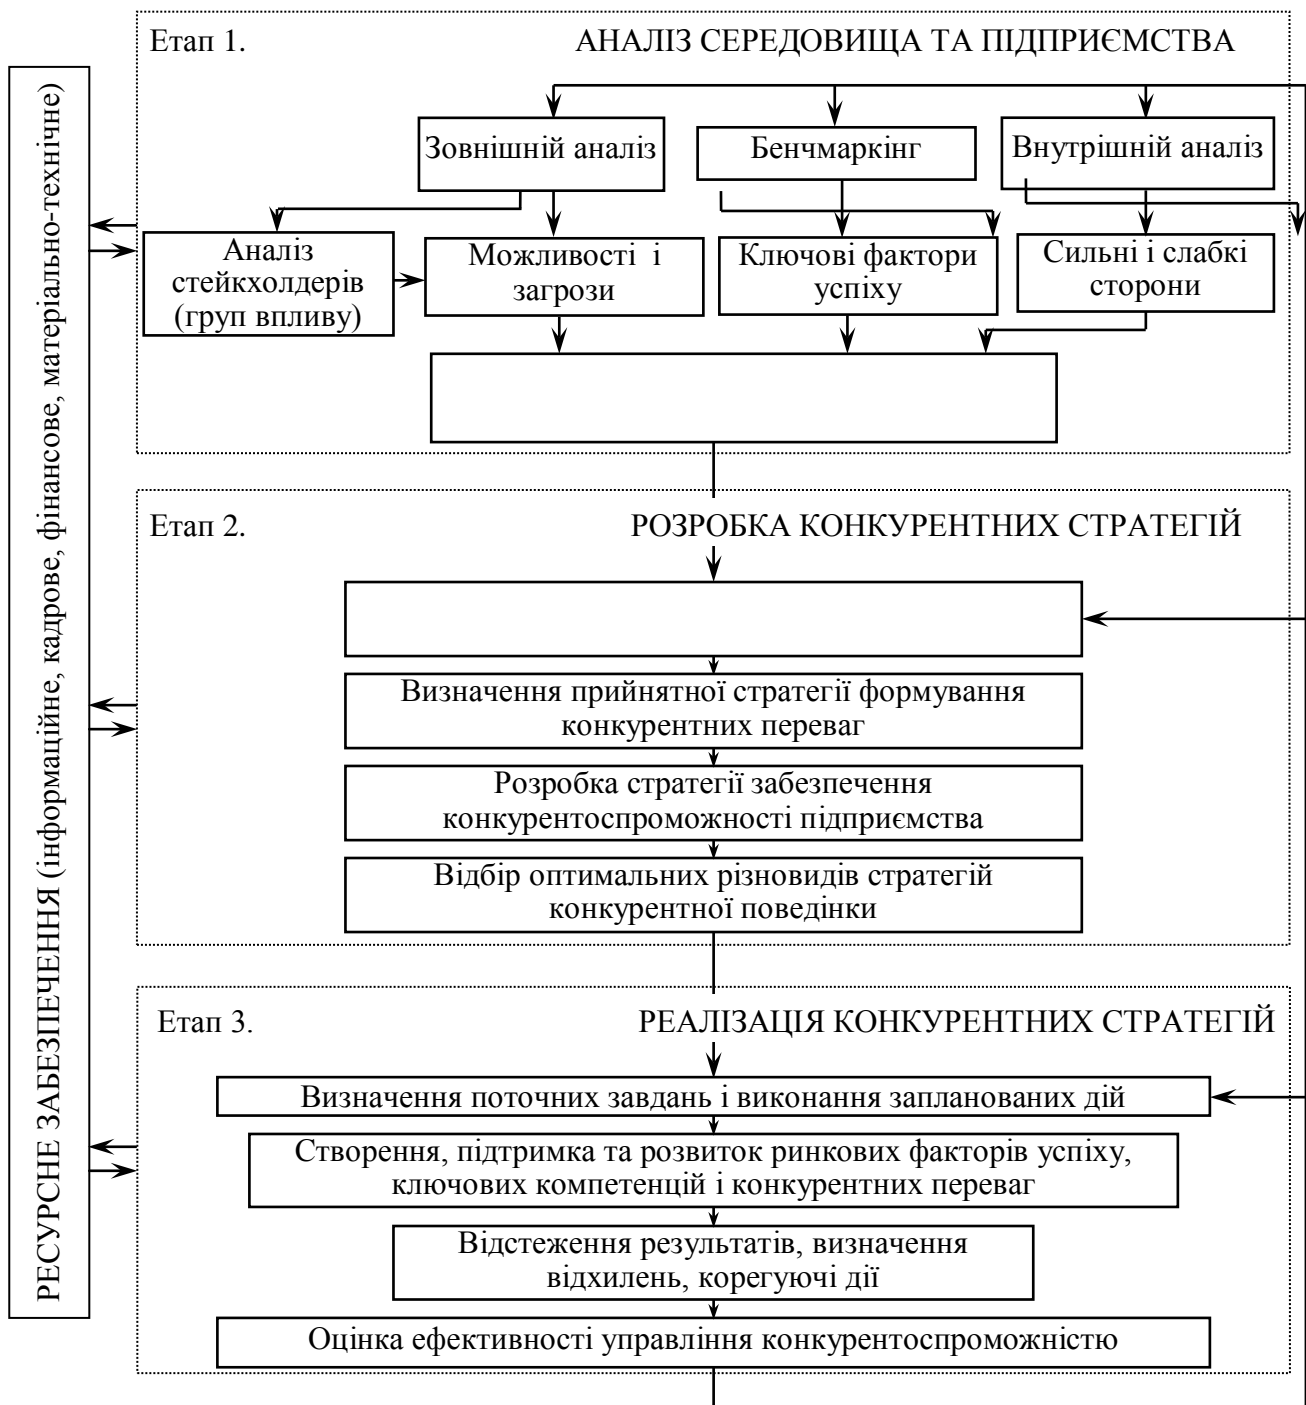 Етап 1.
АНАЛІЗ СЕРЕДОВИЩА ТА ПІДПРИЄМСТВА
Зовнішній аналіз
Бенчмаркінг
Внутрішній аналіз
Аналіз
стейкхолдерів
(груп впливу)
Можливості і
загрози
Ключові фактори
успіху
Сильні і слабкі
сторони
РЕСУРСНЕ ЗАБЕЗПЕЧЕННЯ (інформаційне, кадрове, фінансове, матеріально-технічне)
Етап 2.
РОЗРОБКА КОНКУРЕНТНИХ СТРАТЕГІЙ
Визначення прийнятної стратегії формування
конкурентних переваг
Розробка стратегії забезпечення
конкурентоспроможності підприємства
Відбір оптимальних різновидів стратегій
конкурентної поведінки
Етап 3.
РЕАЛІЗАЦІЯ КОНКУРЕНТНИХ СТРАТЕГІЙ
Визначення поточних завдань і виконання запланованих дій
Створення, підтримка та розвиток ринкових факторів успіху,
ключових компетенцій і конкурентних переваг
Відстеження результатів, визначення
відхилень, корегуючі дії
Оцінка ефективності управління конкурентоспроможністю